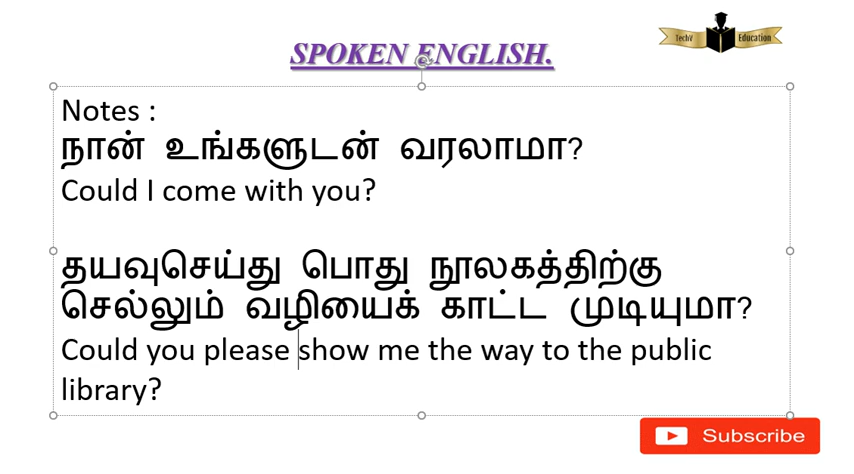 SPOKEN ENGLISH.
TechV Education
Notes :
நான் உங்களுடன் வரலாமா?
Could I come with you?
தயவுசெய்து பொது நூலகத்திற்கு
செல்லும் வழியைக் காட்ட முடியுமா?
Could you please show me the way to the public
library?
Subscribe